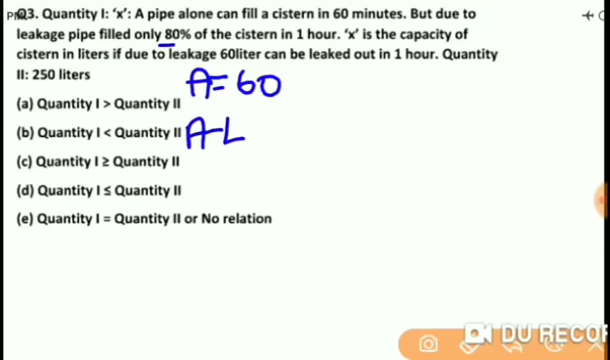 Q3. Quantity I: 'x': A pipe alone can fill a cistern in 60 minutes. But due to
leakage pipe filled only 80% of the cistern in 1 hour. 'x' is the capacity of
cistern in liters if due to leakage 60liter can be leaked out in 1 hour. Quantity
II: 250 liters
A= 60
(a) Quantity I > Quantity II
(b) Quantity I < Quantity II
A-L
(c) Quantity I ≥ Quantity II
(d) Quantity I ≤ Quantity II
(e) Quantity I = Quantity II or No relation
DU RECOR